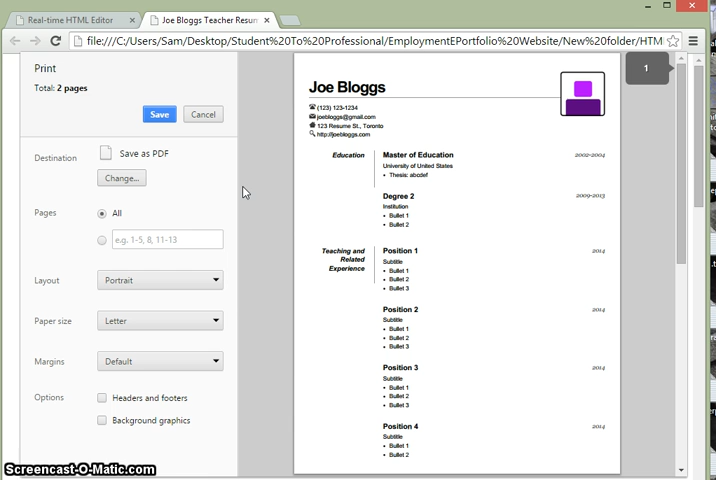 Real-time HTML Editor
Joe Bloggs Teacher Resum
file:///C:/Users/Sam/Desktop/Student%20To%20Professional/EmploymentEPortfolio%20Website/New%20folder/HTM
Print
Total: 2 pages
Save
Cancel
Destination
Save as PDF
Change...
Pages
All
e.g. 1-5, 8, 11-13
Layout
Portrait
Paper size
Letter
Margins
Default
Options
Headers and footers
Background graphics
1
Joe Bloggs
(123) 123-1234
joebloggs@gmail.com
123 Resume St., Toronto
http://joebloggs.com
Education
Master of Education
2002-2004
University of United States
• Thesis: abcdef
Degree 2
2009-2013
Institution
• Bullet 1
• Bullet 2
Teaching and
Related
Experience
Position 1
2014
Subtitle
• Bullet 1
• Bullet 2
• Bullet 3
Position 2
2014
Subtitle
• Bullet 1
• Bullet 2
• Bullet 3
Position 3
2014
Subtitle
• Bullet 1
• Bullet 2
• Bullet 3
Position 4
2014
Subtitle
• Bullet 1
• Bullet 2
Screencast-O-Matic.com